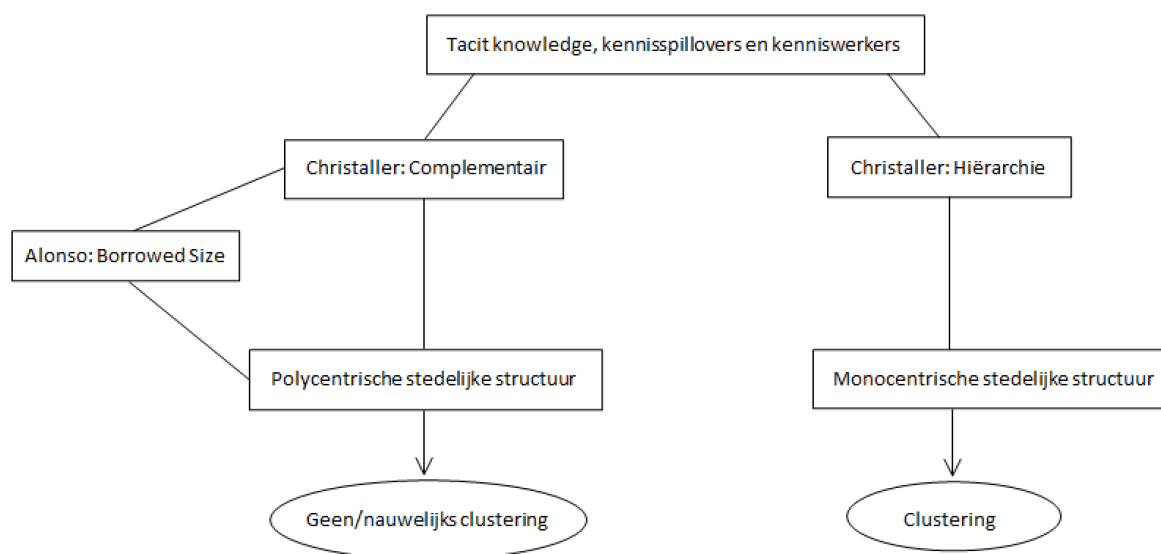 Tacit knowledge, kennisspillovers en kenniswerkers
Christaller: Complementair
Christaller: Hiërarchie
Alonso: Borrowed Size
Polycentrische stedelijke structuur
Monocentrische stedelijke structuur
Geen/nauwelijks clustering
Clustering